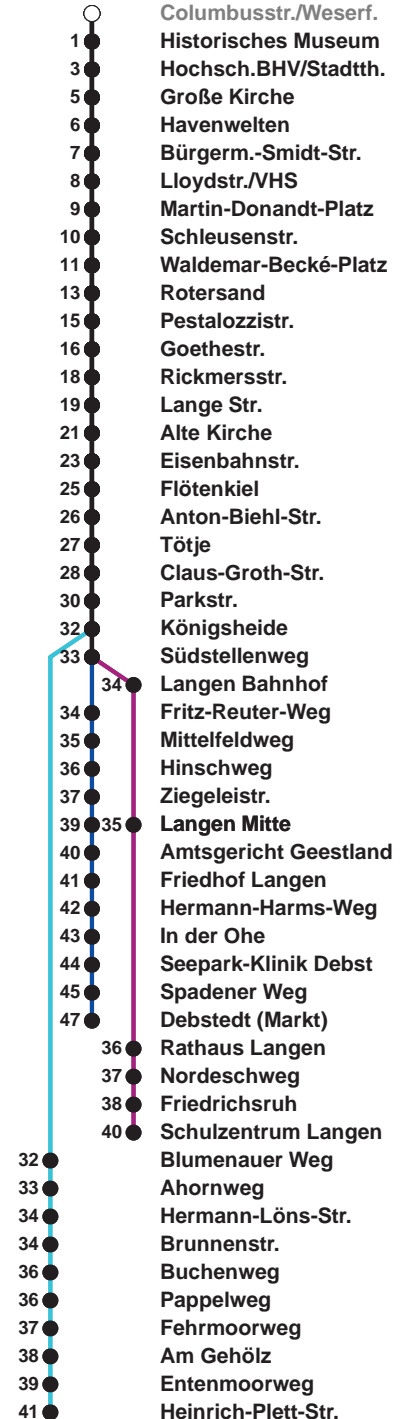 Columbusstr./Weserf.
1 Historisches Museum
3 Hochsch.BHV/Stadtth.
5 Große Kirche
6 Havenwelten
7 Bürgerm.-Smidt-Str.
8 Lloydstr./VHS
9 Martin-Donandt-Platz
10 Schleusenstr.
11 Waldemar-Becké-Platz
13 Rotersand
15 Pestalozzistr.
16 Goethestr.
18 Rickmersstr.
19 Lange Str.
21 Alte Kirche
23 Eisenbahnstr.
25 Flötenkiel
26 Anton-Biehl-Str.
27 Tötje
28 Claus-Groth-Str.
30 Parkstr.
32 Königsheide
33 Südstellenweg
34 Langen Bahnhof
34 Fritz-Reuter-Weg
35 Mittelfeldweg
36 Hinschweg
37 Ziegeleistr.
39 35 Langen Mitte
40 Amtsgericht Geestland
41 Friedhof Langen
42 Hermann-Harms-Weg
43 In der Ohe
44 Seepark-Klinik Debst
45 Spadener Weg
47 Debstedt (Markt)
36 Rathaus Langen
37 Nordeschweg
38 Friedrichsruh
40 Schulzentrum Langen
32 Blumenauer Weg
33 Ahornweg
34 Hermann-Löns-Str.
34 Brunnenstr.
36 Buchenweg
36 Pappelweg
37 Fehrmoorweg
38 Am Gehölz
39 Entenmoorweg
41 Heinrich-Plett-Str.